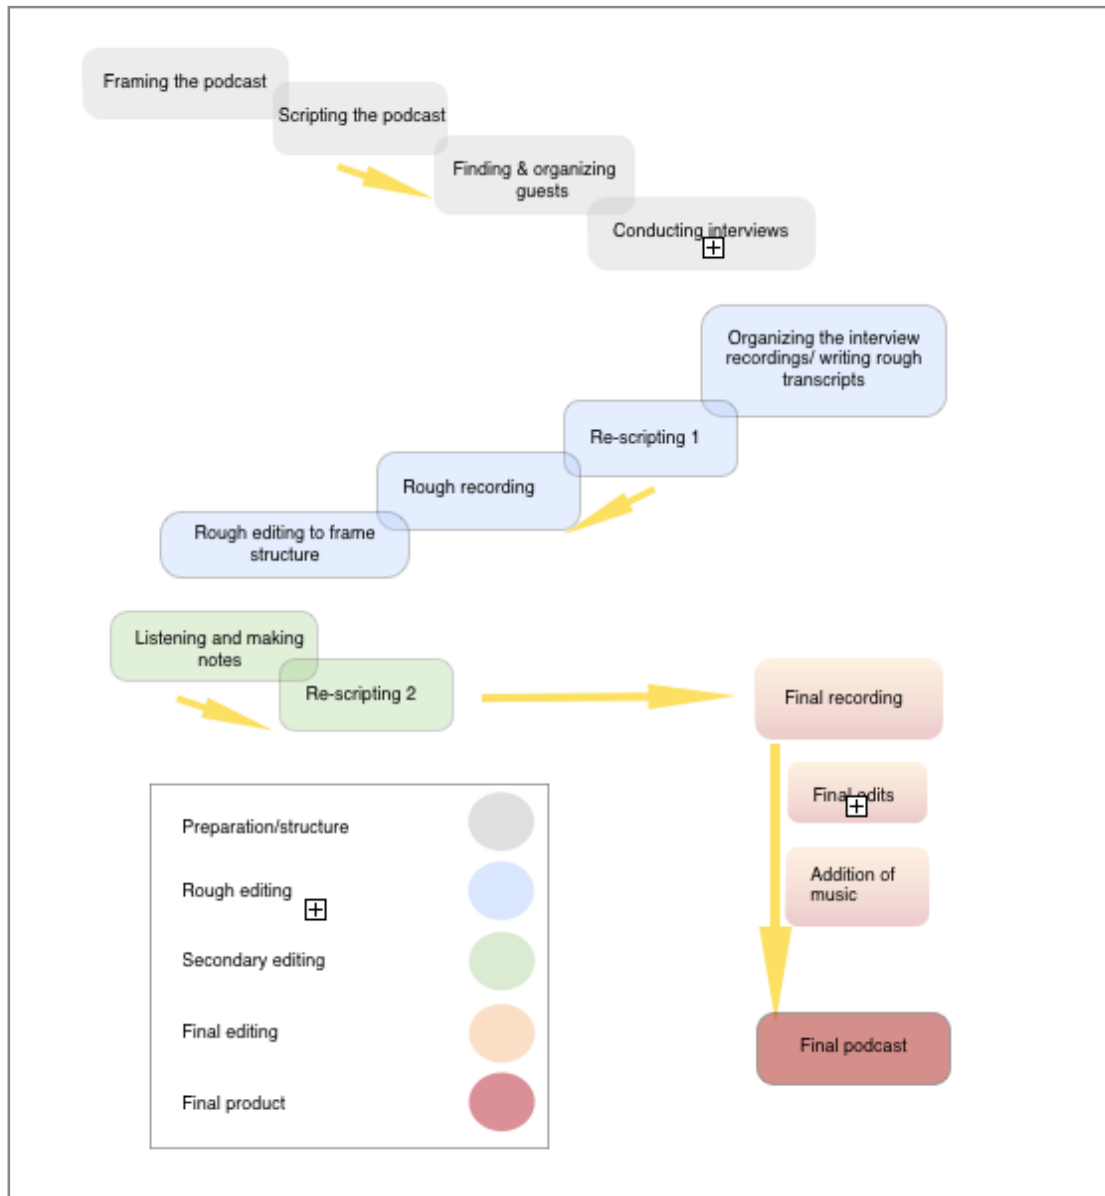 Framing the podcast
Scripting the podcast
Finding & organizing
guests
Conducting interviews
Organizing the interview
recordings/ writing rough
transcripts
Re-scripting 1
Rough recording
Rough editing to frame
structure
Listening and making
notes
Re-scripting 2
Final recording
Final edits
Addition of
music
Final podcast
Preparation/structure
Rough editing
Secondary editing
Final editing
Final product